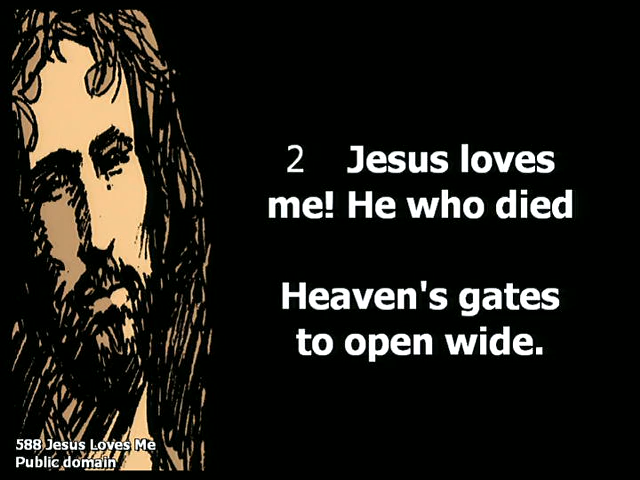 2 Jesus loves
me! He who died
Heaven's gates
to open wide.
588 Jesus Loves Me
Public domain